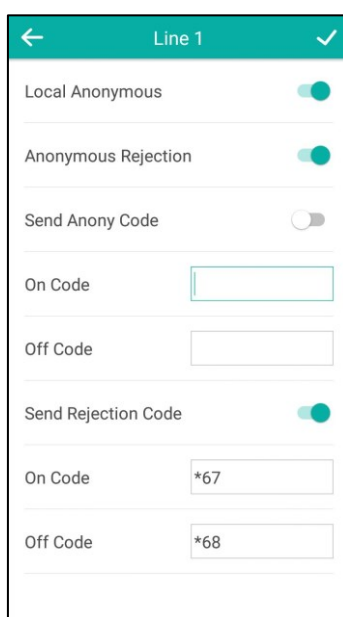 Line 1
Local Anonymous
Anonymous Rejection
Send Anony Code
On Code
Off Code
Send Rejection Code
On Code *67
Off Code *68